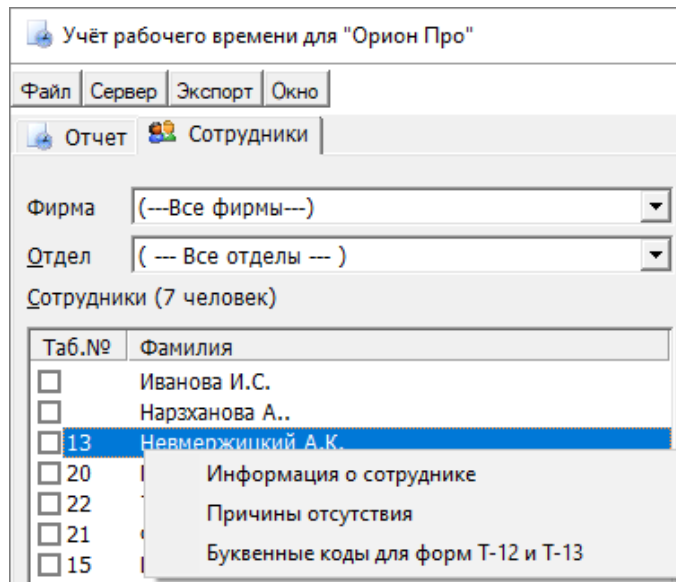 Учёт рабочего времени для "Орион Про"
Файл Сервер Экспорт Окно
Отчет Сотрудники
Фирма (---Все фирмы---)
Отдел ( --- Все отделы --- )
Сотрудники (7 человек)
Таб.№ Фамилия
Иванова И.С.
Нарзханова А..
13 Невмержицкий А.К.
20 Информация о сотруднике
22 Причины отсутствия
21
15 Буквенные коды для форм Т-12 и Т-13